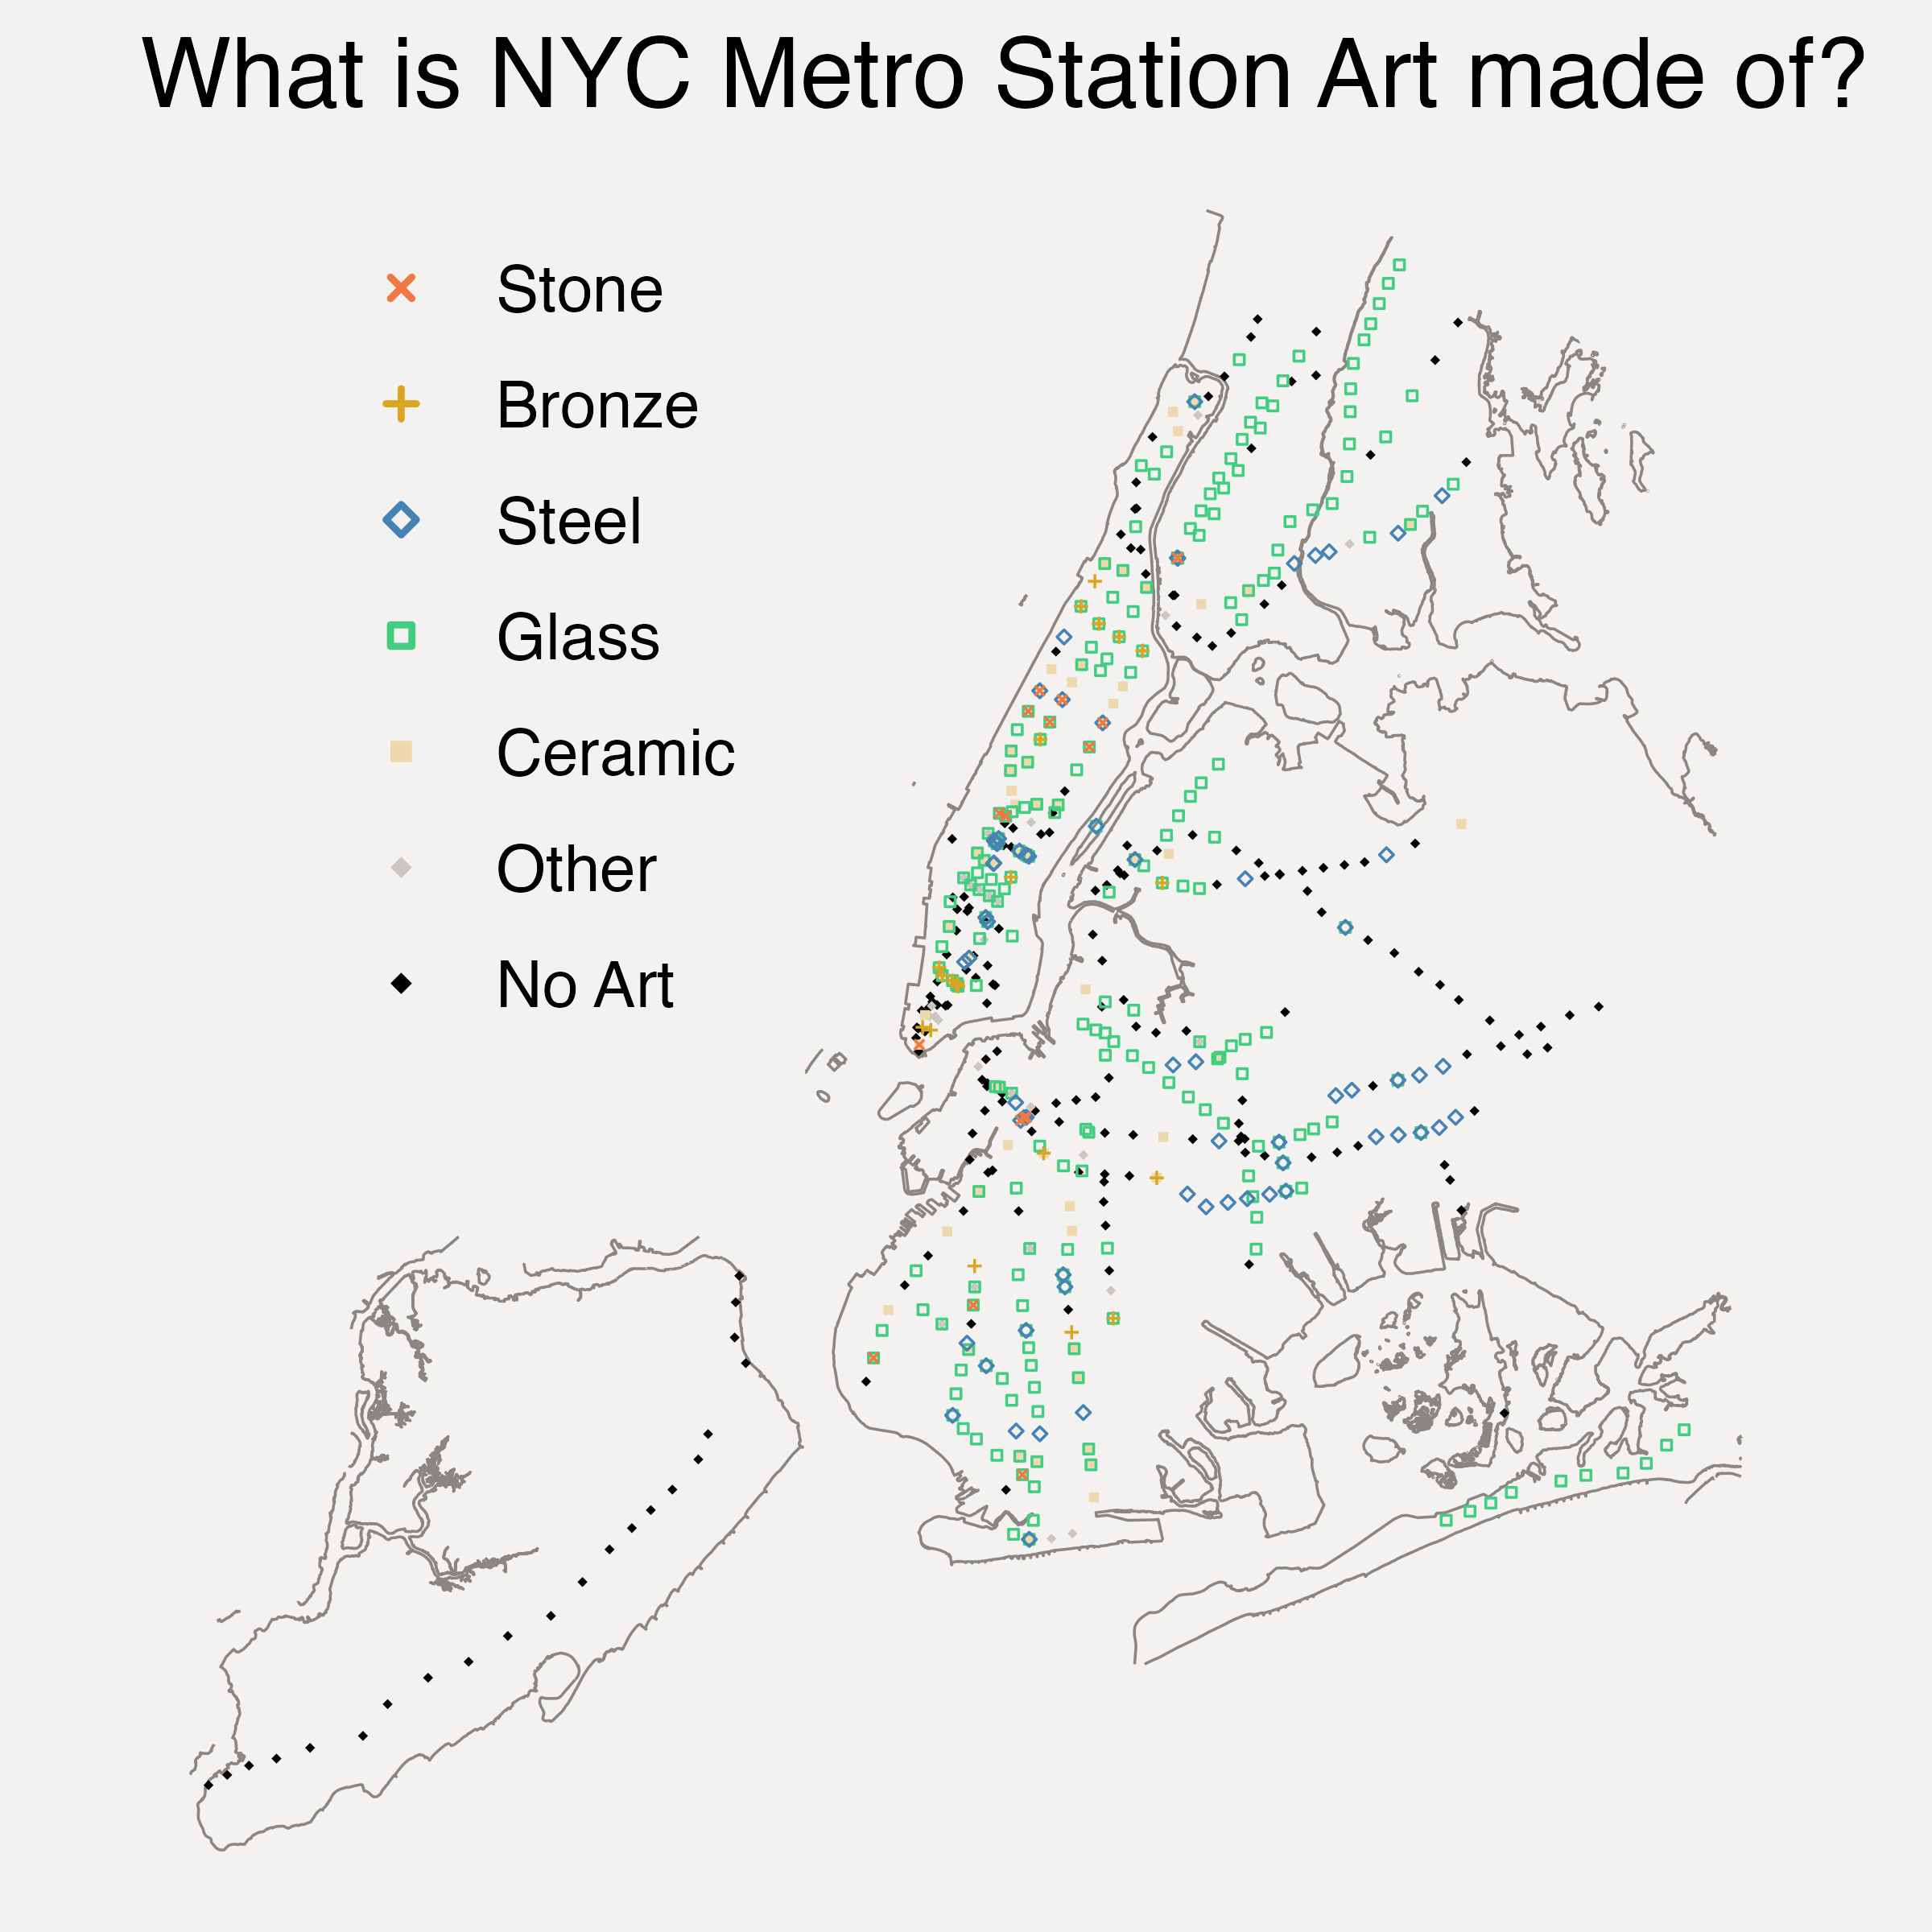 What is NYC Metro Station Art made of?
Stone
Bronze
Steel
Glass
Ceramic
Other
No Art